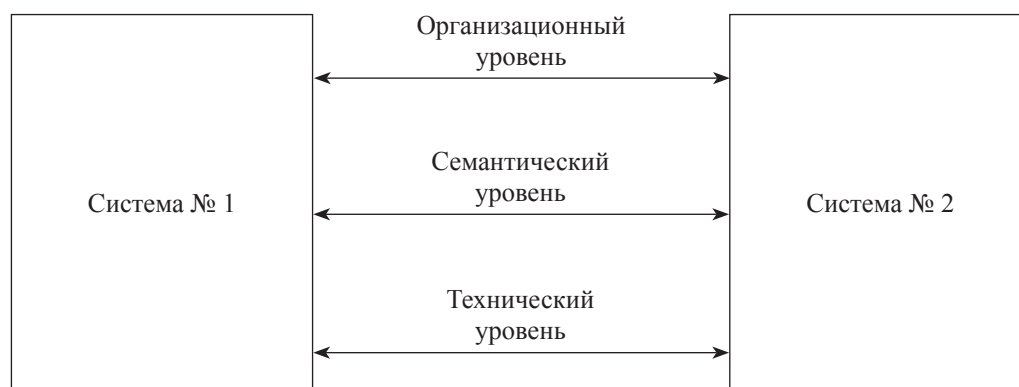 Организационный
уровень
Семантический
уровень
Система № 1
Система № 2
Технический
уровень